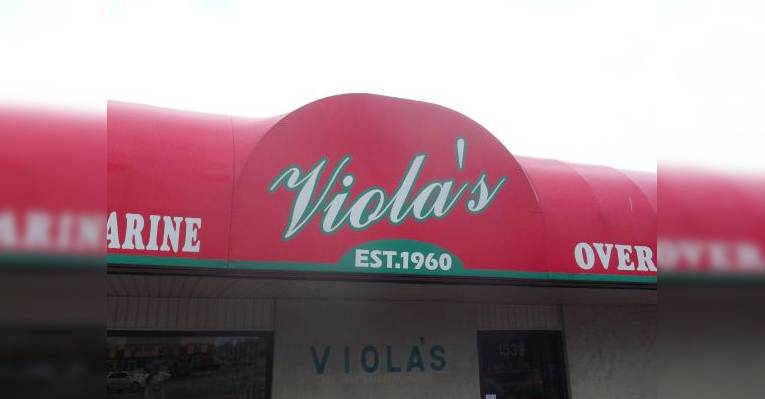 Viola's
ARINE
OVER
EST.1960
VIOLA'S